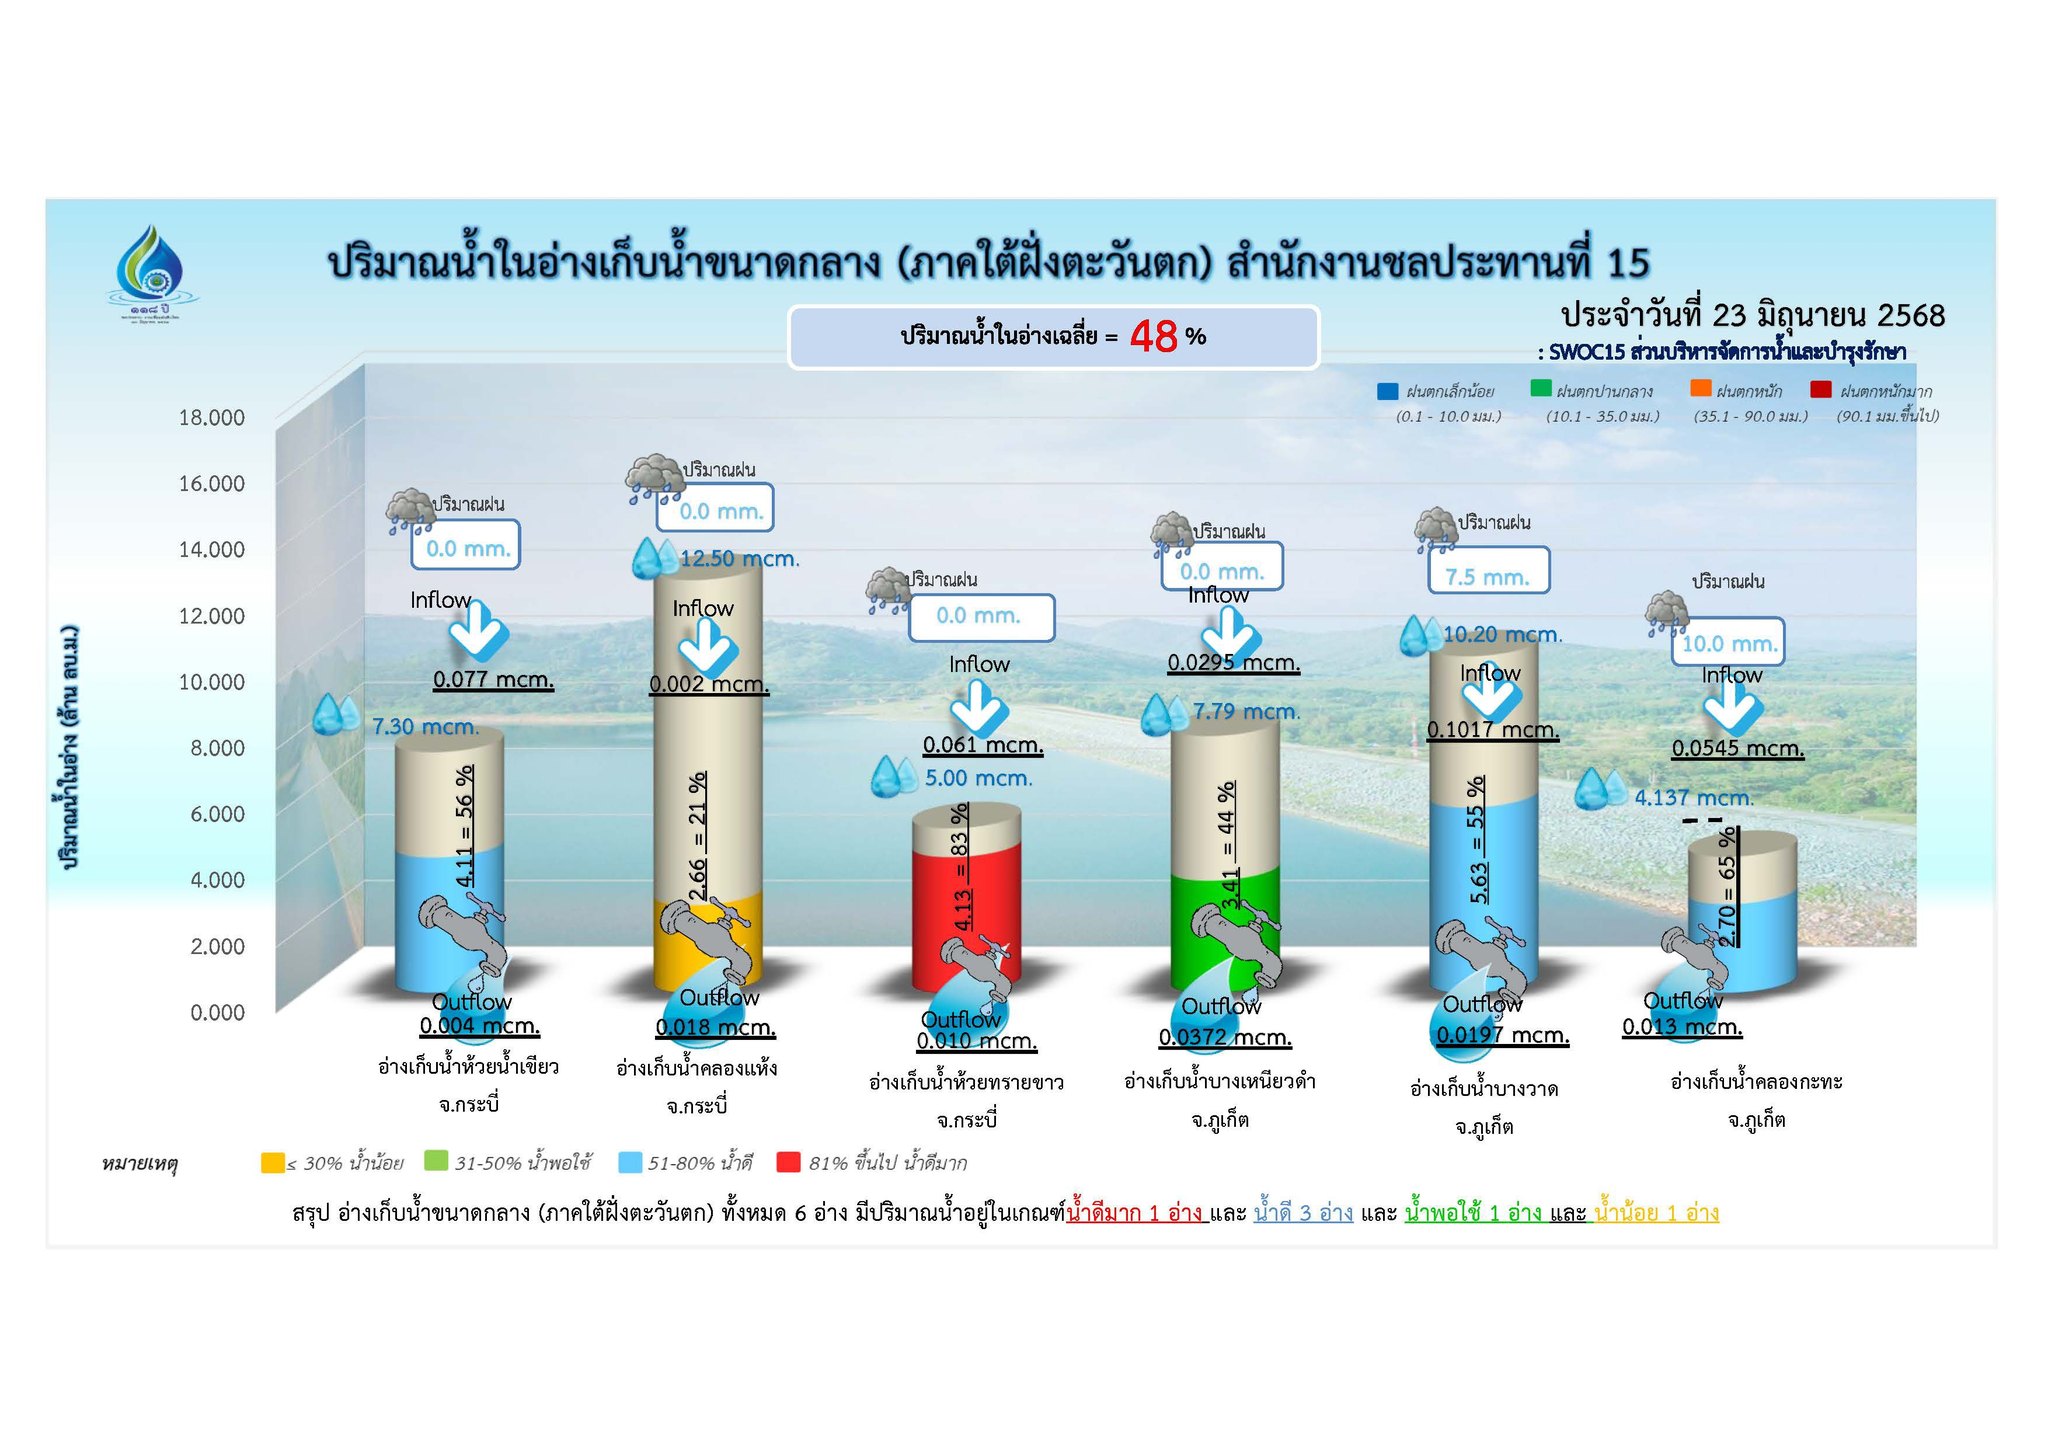 ปริมาณน้ำในอ่างเก็บน้ำขนาดกลาง (ภาคใต้ฝั่งตะวันตก) สำนักงานชลประทานที่ 15
๑๑๘ ปี
ปริมาณน้ำในอ่างเฉลี่ย = 48 %
ประจำวันที่ 23 มิถุนายน 2568
: SWOC15 ส่วนบริหารจัดการน้ำและบำรุงรักษา
ฝนตกเล็กน้อย
(0.1 - 10.0 มม.)
ฝนตกปานกลาง
(10.1 - 35.0 มม.)
ฝนตกหนัก
(35.1 - 90.0 มม.)
ฝนตกหนักมาก
(90.1 มม.ขึ้นไป)
ปริมาณน้ำในอ่าง (ล้าน ลบ.ม.)
18.000
16.000
14.000
12.000
10.000
8.000
6.000
4.000
2.000
0.000
ปริมาณฝน
0.0 mm.
Inflow
0.077 mcm.
7.30 mcm.
4.11 = 56 %
Outflow
0.004 mcm.
อ่างเก็บน้ำห้วยน้ำเขียว
จ.กระบี่
ปริมาณฝน
0.0 mm.
12.50 mcm.
Inflow
0.002 mcm.
2.66 = 21 %
Outflow
0.018 mcm.
อ่างเก็บน้ำคลองแห้ง
จ.กระบี่
ปริมาณฝน
0.0 mm.
Inflow
0.061 mcm.
5.00 mcm.
4.13 = 83 %
Outflow
0.010 mcm.
อ่างเก็บน้ำห้วยทรายขาว
จ.กระบี่
ปริมาณฝน
0.0 mm.
Inflow
0.0295 mcm.
7.79 mcm.
3.41 = 44 %
Outflow
0.0372 mcm.
อ่างเก็บน้ำบางเหนียวดำ
จ.ภูเก็ต
ปริมาณฝน
7.5 mm.
10.20 mcm.
Inflow
0.1017 mcm.
5.63 = 55 %
Outflow
0.0197 mcm.
อ่างเก็บน้ำบางวาด
จ.ภูเก็ต
ปริมาณฝน
10.0 mm.
Inflow
0.0545 mcm.
4.137 mcm.
2.70 = 65 %
Outflow
0.013 mcm.
อ่างเก็บน้ำคลองกะทะ
จ.ภูเก็ต
หมายเหตุ
≤ 30% น้ำน้อย
31-50% น้ำพอใช้
51-80% น้ำดี
81% ขึ้นไป น้ำดีมาก
สรุป อ่างเก็บน้ำขนาดกลาง (ภาคใต้ฝั่งตะวันตก) ทั้งหมด 6 อ่าง มีปริมาณน้ำอยู่ในเกณฑ์น้ำดีมาก 1 อ่าง และ น้ำดี 3 อ่าง และ น้ำพอใช้ 1 อ่าง และ น้ำน้อย 1 อ่าง